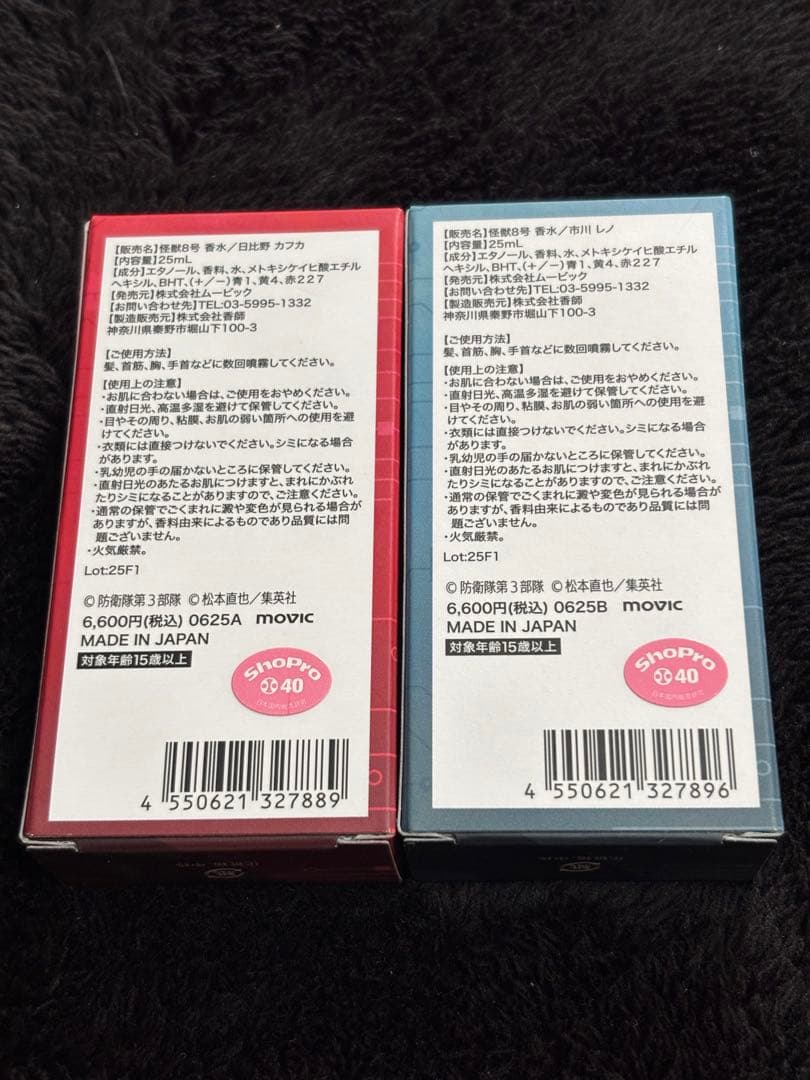 【販売名】怪獣8号 香水／日比野 カフカ
【内容量】25mL
【成分】エタノール、香料、水、メトキシケイヒ酸エチル
ヘキシル、BHT、(+/-)青1、黄4、赤227
【発売元】株式会社ムービック
【お問い合わせ先】TEL:03-5995-1332
【製造販売元】株式会社香師
神奈川県秦野市堀山下100-3
【ご使用方法】
髪、首筋、胸、手首などに数回噴霧してください。
【使用上の注意】
・お肌に合わない場合は、ご使用をおやめください。
・直射日光、高温多湿を避けて保管してください。
・目やその周り、粘膜、お肌の弱い箇所への使用を避
けてください。
・衣類には直接つけないでください。シミになる場合
があります。
・乳幼児の手の届かないところに保管してください。
・直射日光のあたるお肌につけますと、まれにかぶれ
たりシミになることがありますので、ご注意ください。
・通常の保管でごくまれに澱や変色が見られる場合が
ありますが、香料由来によるものであり品質には問
題ございません。
・火気厳禁。
Lot:25F1
©防衛隊第3部隊 ©松本直也／集英社
6,600円(税込) 0625A movic
MADE IN JAPAN
対象年齢15歳以上
ShoPro
40
日本国内販売許諾
4 550621 327889
【販売名】怪獣8号 香水／市川 レノ
【内容量】25mL
【成分】エタノール、香料、水、メトキシケイヒ酸エチル
ヘキシル、BHT、(+/-)青1、黄4、赤227
【発売元】株式会社ムービック
【お問い合わせ先】TEL:03-5995-1332
【製造販売元】株式会社香師
神奈川県秦野市堀山下100-3
【ご使用方法】
髪、首筋、胸、手首などに数回噴霧してください。
【使用上の注意】
・お肌に合わない場合は、ご使用をおやめください。
・直射日光、高温多湿を避けて保管してください。
・目やその周り、粘膜、お肌の弱い箇所への使用を避
けてください。
・衣類には直接つけないでください。シミになる場合
があります。
・乳幼児の手の届かないところに保管してください。
・直射日光のあたるお肌につけますと、まれにかぶれ
たりシミになることがありますので、ご注意ください。
・通常の保管でごくまれに澱や変色が見られる場合が
ありますが、香料由来によるものであり品質には問
題ございません。
・火気厳禁。
Lot:25F1
©防衛隊第3部隊 ©松本直也／集英社
6,600円(税込) 0625B movic
MADE IN JAPAN
対象年齢15歳以上
ShoPro
40
日本国内販売許諾
4 550621 327896